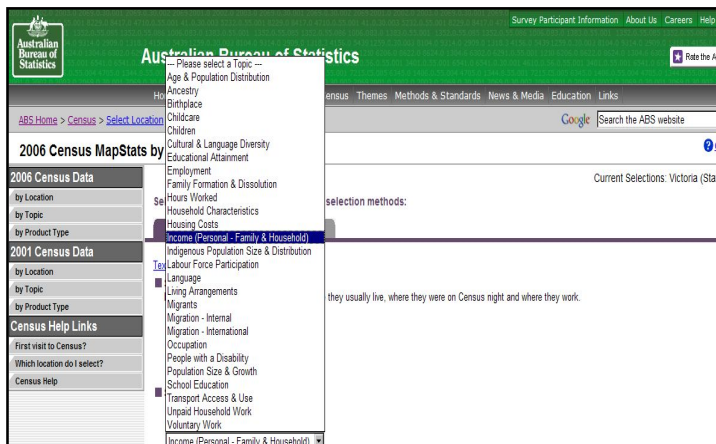 Survey Participant Information About Us Careers Help
Australian
Bureau of
Statistics
Australian Bureau of Statistics
Rate the A
ensus Themes Methods & Standards News & Media Education Links
ABS Home > Census > Select Location
Google Search the ABS website
2006 Census MapStats by
Current Selections: Victoria (Sta
2006 Census Data
by Location
by Topic
by Product Type
2001 Census Data
by Location
by Topic
by Product Type
Census Help Links
First visit to Census?
Which location do I select?
Census Help
selection methods:
they usually live, where they were on Census night and where they work.
--- Please select a Topic ---
Age & Population Distribution
Ancestry
Birthplace
Childcare
Children
Cultural & Language Diversity
Educational Attainment
Employment
Family Formation & Dissolution
Hours Worked
Household Characteristics
Housing Costs
Income (Personal - Family & Household)
Indigenous Population Size & Distribution
Labour Force Participation
Language
Living Arrangements
Migrants
Migration - Internal
Migration - International
Occupation
People with a Disability
Population Size & Growth
School Education
Transport Access & Use
Unpaid Household Work
Voluntary Work
Income (Personal - Family & Household)